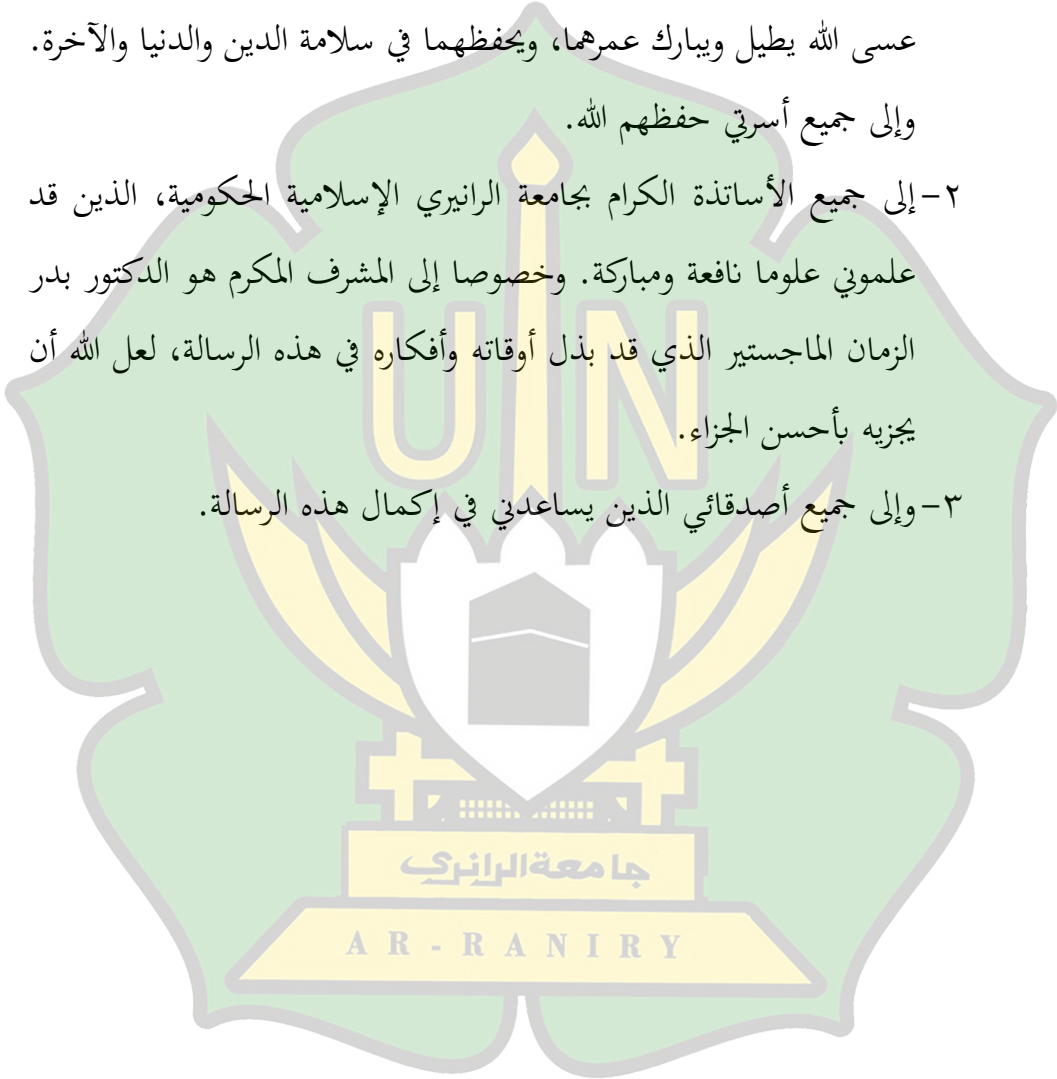 عسى الله يطيل ويبارك عمرهما، ويحفظهما في سلامة الدين والدنيا والآخرة.
وإلى جميع أسرتي حفظهم الله.
٢-إلى جميع الأساتذة الكرام بجامعة الرانيري الإسلامية الحكومية، الذين قد
علموني علوما نافعة ومباركة. وخصوصا إلى المشرف المكرم هو الدكتور بدر
الزمان الماجستير الذي قد بذل أوقاته وأفكاره في هذه الرسالة، لعل الله أن
يجزيه بأحسن الجزاء.
٣-وإلى جميع أصدقائي الذين يساعدني في إكمال هذه الرسالة.
UIN
جامعة الرانري
AR-RANIRY